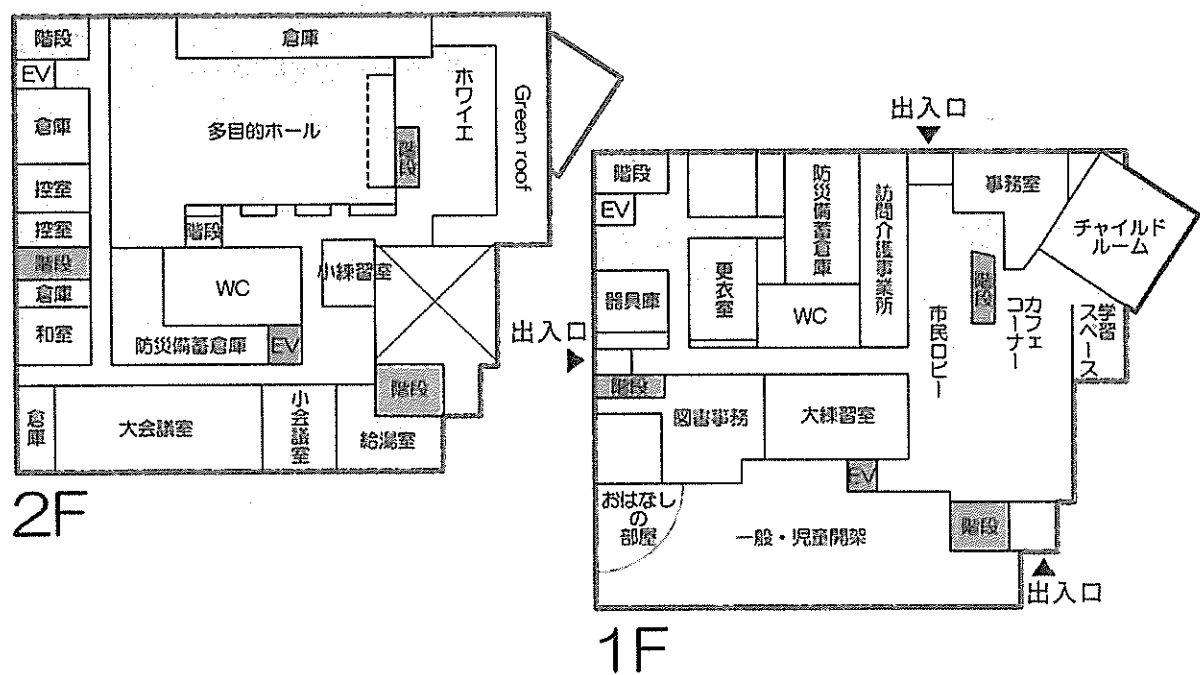 階段
倉庫
EV
ホワイエ
Green roof
倉庫
多目的ホール
階段
控室
控室
階段
階段
小練習室
倉庫
WC
和室
防災備蓄倉庫
EV
階段
倉庫
大会議室
小会議室
給湯室
2F
出入口
階段
防災備蓄倉庫
訪問介護事業所
事務室
EV
チャイルド
ルーム
更衣室
階段
器具庫
WC
市民ロビー
カフェ
コーナー
学習
スペース
出入口
階段
図書事務
大練習室
EV
おはなし
の
部屋
一般・児童開架
階段
出入口
1F